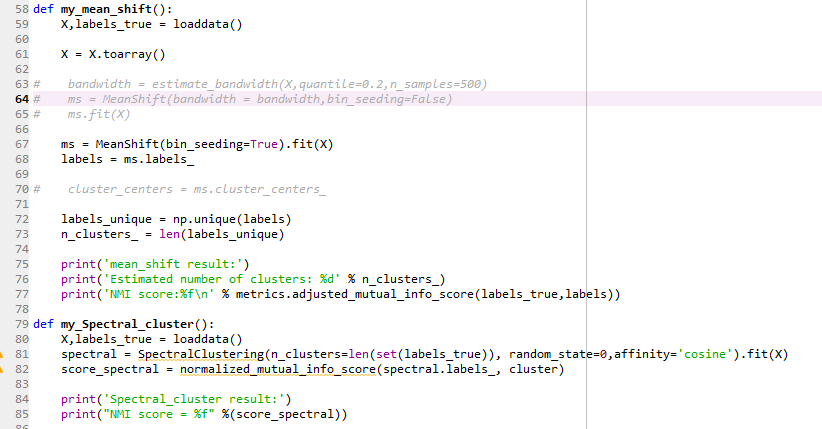 58 def my_mean_shift():
59     X,labels_true = loaddata()
60
61     X = X.toarray()
62
63 #    bandwidth = estimate_bandwidth(X,quantile=0.2,n_samples=500)
64 #    ms = MeanShift(bandwidth = bandwidth,bin_seeding=False)
65 #    ms.fit(X)
66
67     ms = MeanShift(bin_seeding=True).fit(X)
68     labels = ms.labels_
69
70 #    cluster_centers = ms.cluster_centers_
71
72     labels_unique = np.unique(labels)
73     n_clusters_ = len(labels_unique)
74
75     print('mean_shift result:')
76     print('Estimated number of clusters: %d' % n_clusters_)
77     print('NMI score:%f\n' % metrics.adjusted_mutual_info_score(labels_true,labels))
78
79 def my_Spectral_cluster():
80     X,labels_true = loaddata()
81     spectral = SpectralClustering(n_clusters=len(set(labels_true)), random_state=0,affinity='cosine').fit(X)
82     score_spectral = normalized_mutual_info_score(spectral.labels_, cluster)
83
84     print('Spectral_cluster result:')
85     print("NMI score = %f" %(score_spectral))
86